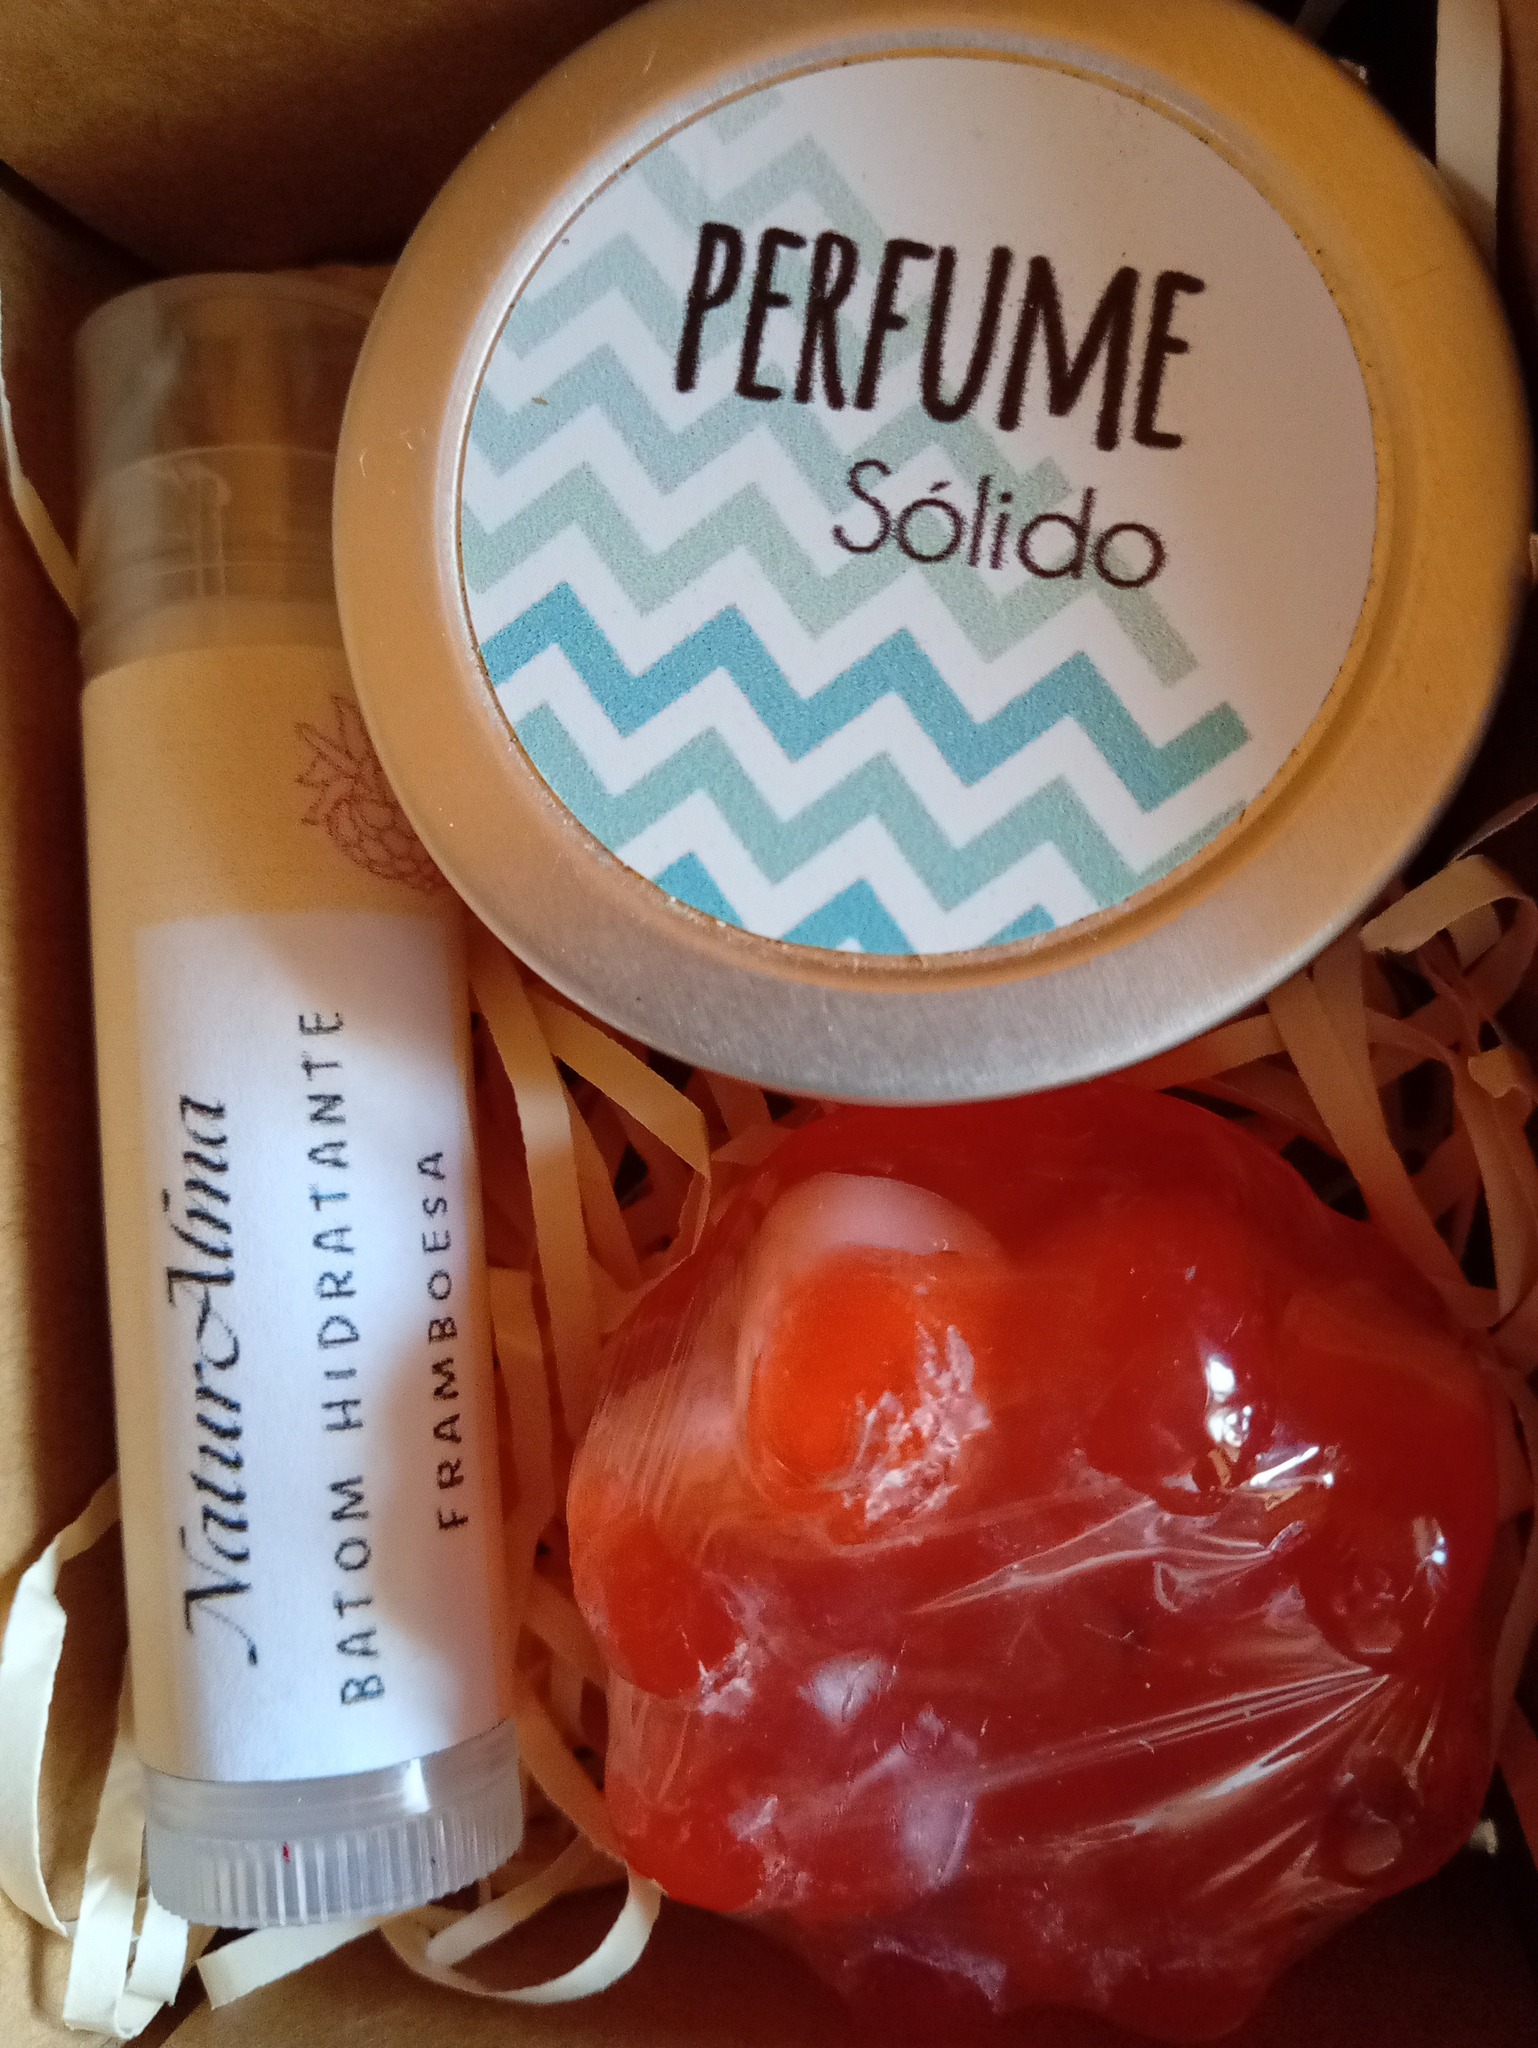 PERFUME
Sólido
NaturAlma
BATOM HIDRATANTE
FRAMBOESA